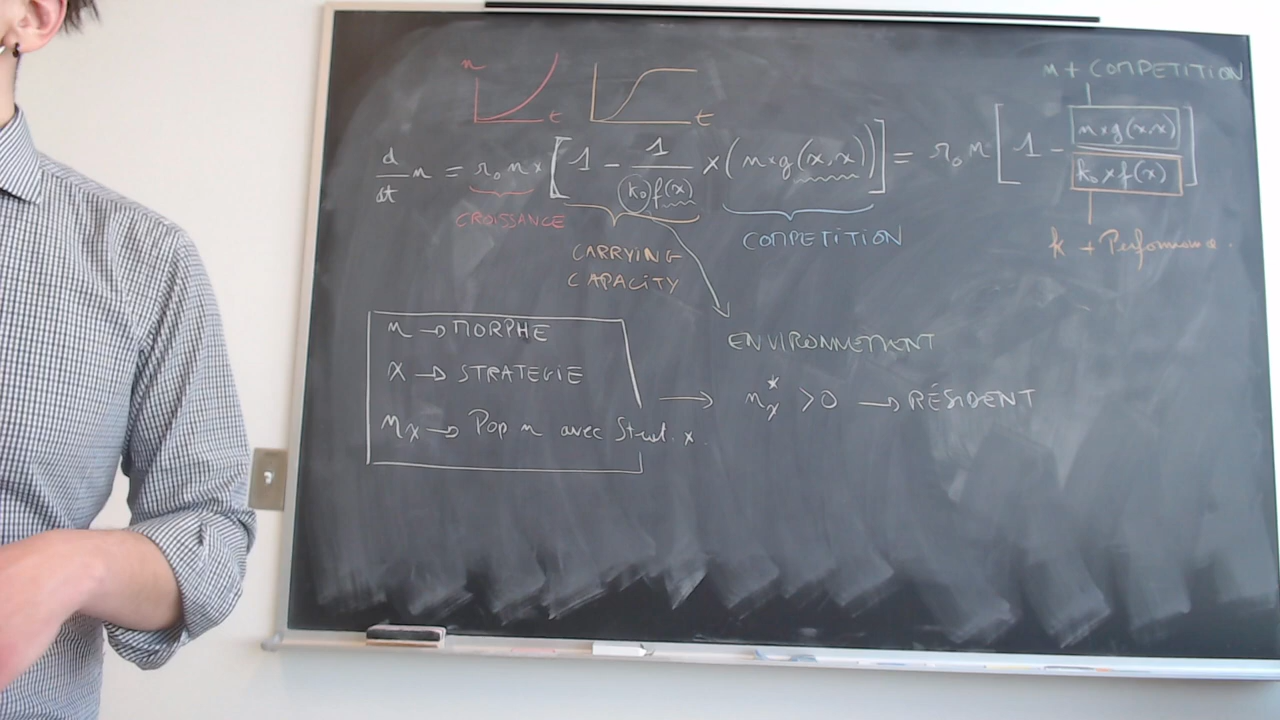 n t t
n + COMPETITION
d/dt n = r₀ n × [ 1 - 1/(k₀ f(x)) × ( n × g(x,x) ) ] = r₀ n [ 1 - (n × g(x,x))/(k₀ × f(x)) ]
CROISSANCE
CARRYING CAPACITY
COMPETITION
k + Performance.
n → MORPHE
x → STRATEGIE
nx → Pop n avec Strat. x.
ENVIRONNEMENT
→ n*ₓ > 0 → RÉSIDENT